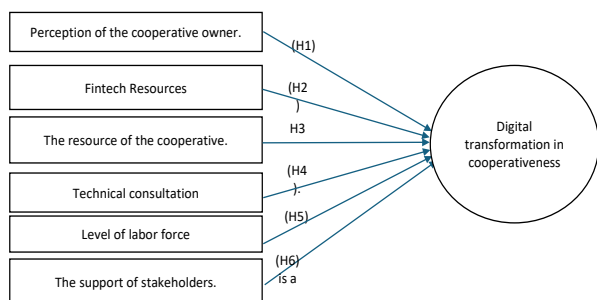 Perception of the cooperative owner.
(H1)
Fintech Resources
(H2
)
The resource of the cooperative.
H3
Digital
transformation in
cooperativeness
Technical consultation
(H4
).
Level of labor force
(H5)
The support of stakeholders.
(H6)
is a